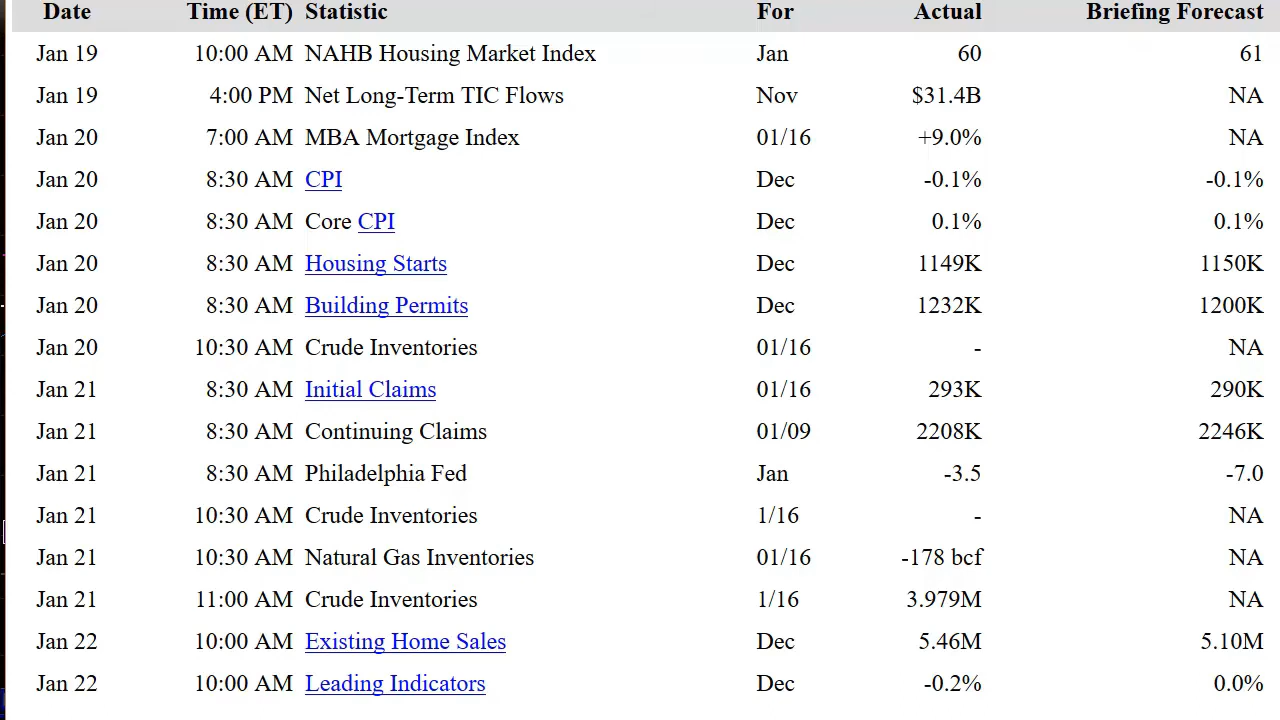 Date Time (ET) Statistic For Actual Briefing Forecast
Jan 19 10:00 AM NAHB Housing Market Index Jan 60 61
Jan 19 4:00 PM Net Long-Term TIC Flows Nov $31.4B NA
Jan 20 7:00 AM MBA Mortgage Index 01/16 +9.0% NA
Jan 20 8:30 AM CPI Dec -0.1% -0.1%
Jan 20 8:30 AM Core CPI Dec 0.1% 0.1%
Jan 20 8:30 AM Housing Starts Dec 1149K 1150K
Jan 20 8:30 AM Building Permits Dec 1232K 1200K
Jan 20 10:30 AM Crude Inventories 01/16 - NA
Jan 21 8:30 AM Initial Claims 01/16 293K 290K
Jan 21 8:30 AM Continuing Claims 01/09 2208K 2246K
Jan 21 8:30 AM Philadelphia Fed Jan -3.5 -7.0
Jan 21 10:30 AM Crude Inventories 1/16 - NA
Jan 21 10:30 AM Natural Gas Inventories 01/16 -178 bcf NA
Jan 21 11:00 AM Crude Inventories 1/16 3.979M NA
Jan 22 10:00 AM Existing Home Sales Dec 5.46M 5.10M
Jan 22 10:00 AM Leading Indicators Dec -0.2% 0.0%